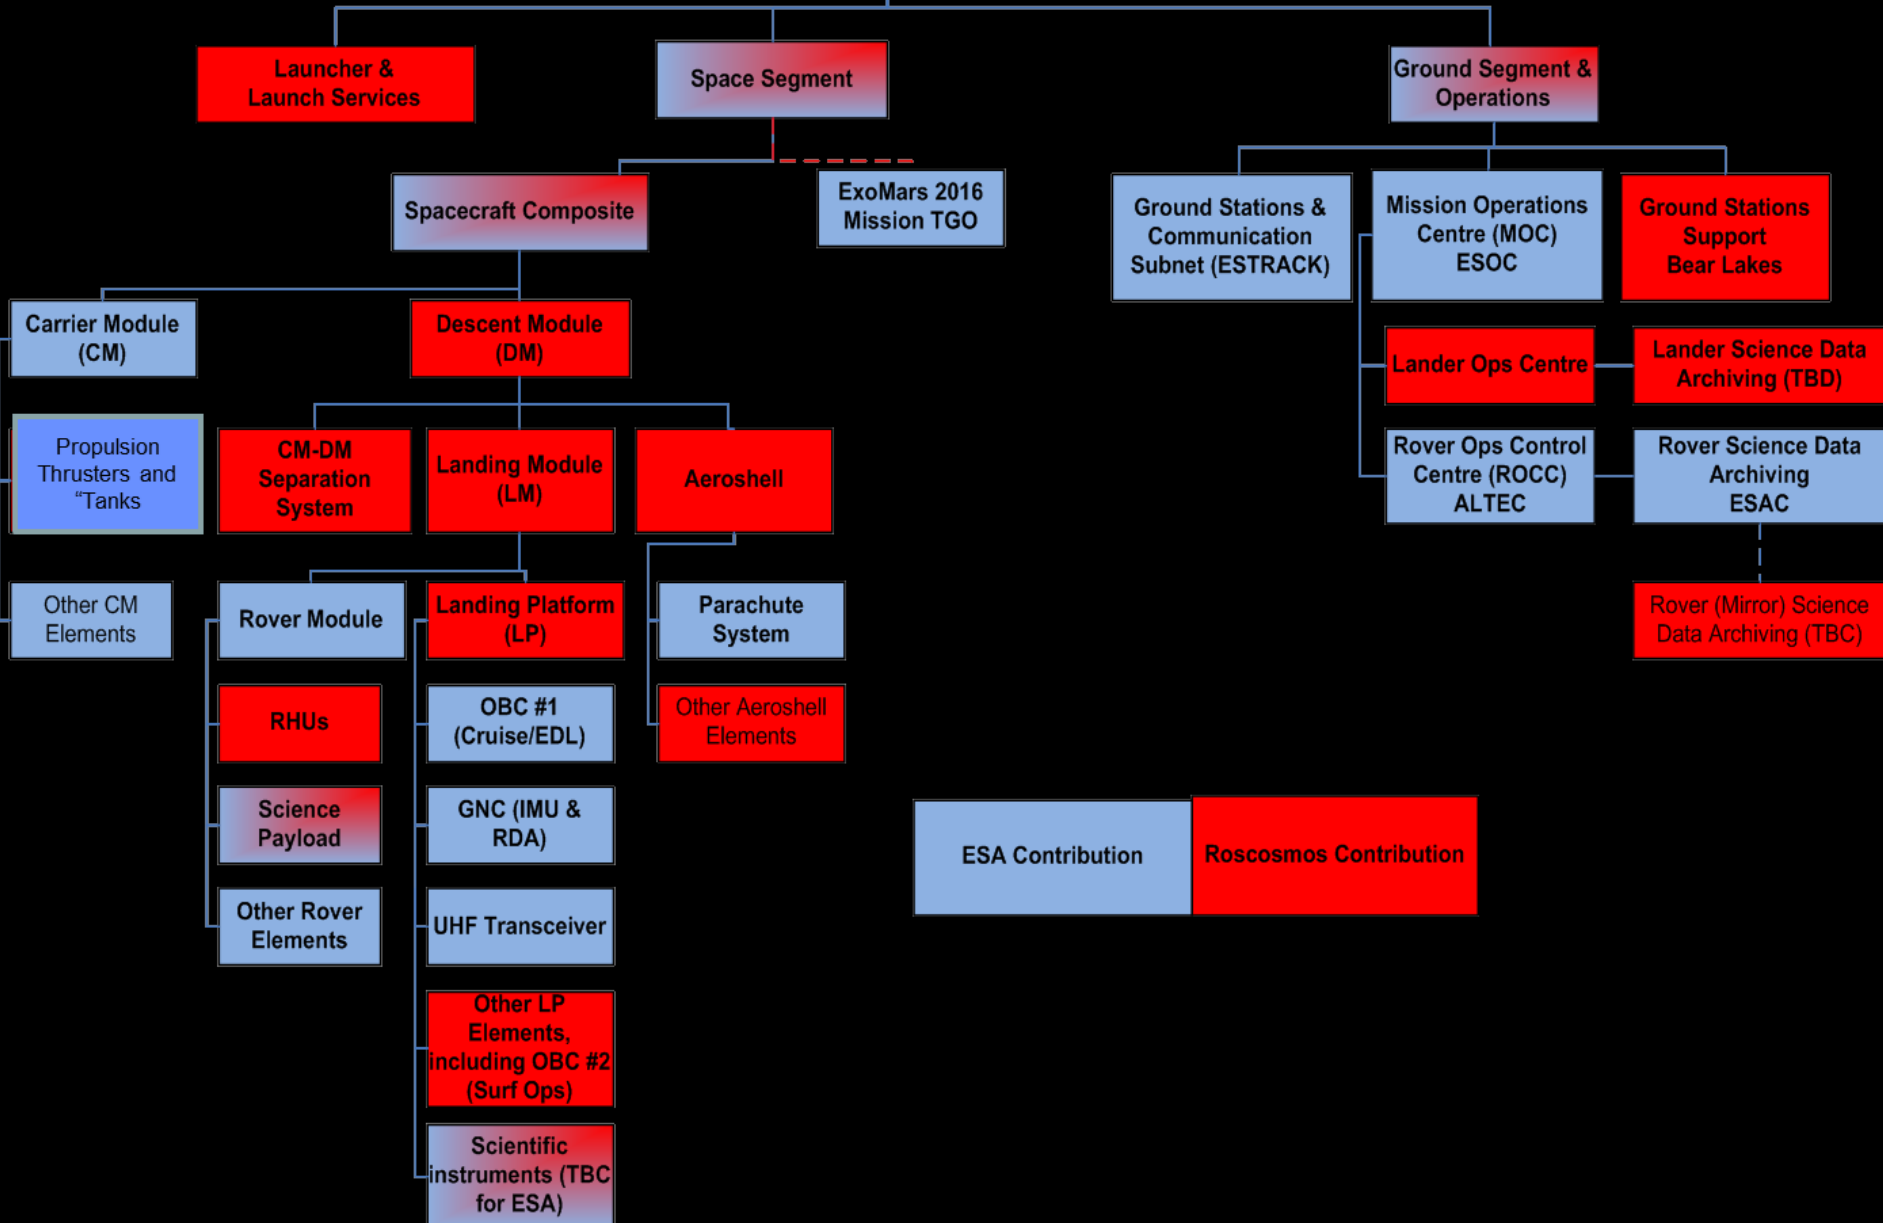 Launcher &
Launch Services
Space Segment
Ground Segment &
Operations
Spacecraft Composite
ExoMars 2016
Mission TGO
Ground Stations &
Communication
Subnet (ESTRACK)
Mission Operations
Centre (MOC)
ESOC
Ground Stations
Support
Bear Lakes
Carrier Module
(CM)
Descent Module
(DM)
Lander Ops Centre
Lander Science Data
Archiving (TBD)
Propulsion
Thrusters and
“Tanks
CM-DM
Separation
System
Landing Module
(LM)
Aeroshell
Rover Ops Control
Centre (ROCC)
ALTEC
Rover Science Data
Archiving
ESAC
Other CM
Elements
Rover Module
Landing Platform
(LP)
Parachute
System
Rover (Mirror) Science
Data Archiving (TBC)
RHUs
OBC #1
(Cruise/EDL)
Other Aeroshell
Elements
Science
Payload
GNC (IMU &
RDA)
ESA Contribution
Roscosmos Contribution
Other Rover
Elements
UHF Transceiver
Other LP
Elements,
including OBC #2
(Surf Ops)
Scientific
instruments (TBC
for ESA)